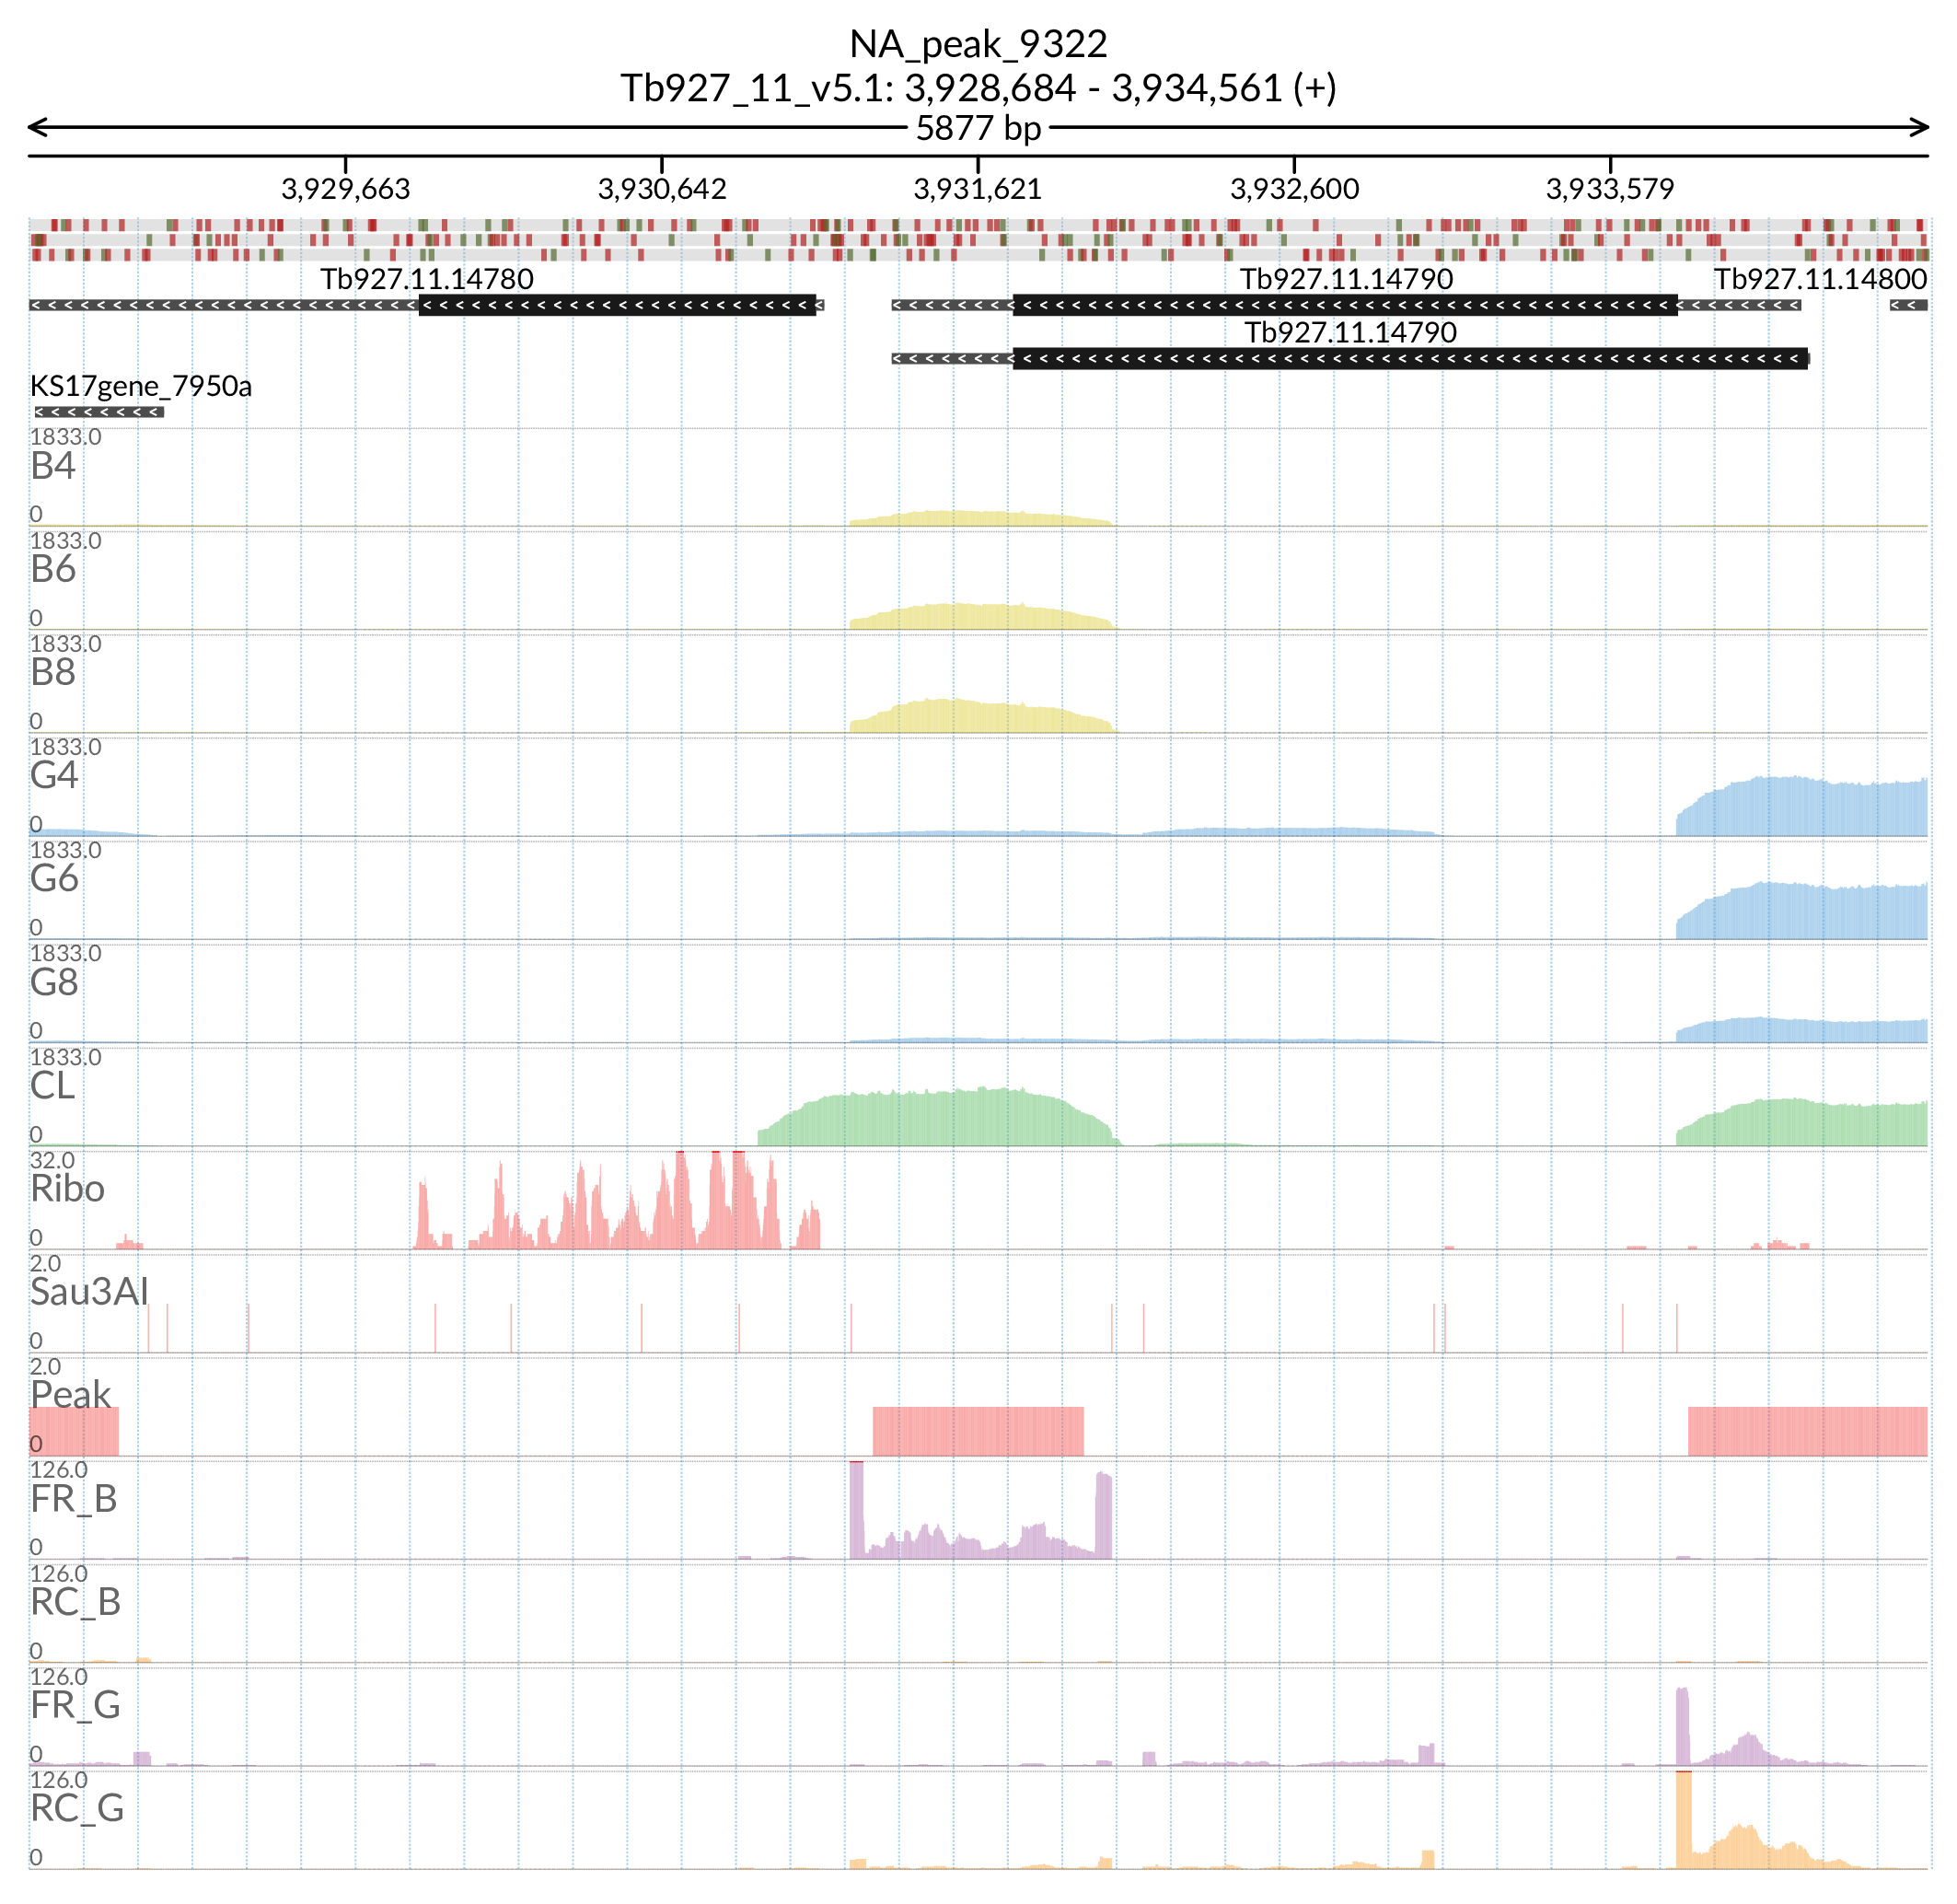 NA_peak_9322
Tb927_11_v5.1: 3,928,684 - 3,934,561 (+)
5877 bp
3,929,663 3,930,642 3,931,621 3,932,600 3,933,579
Tb927.11.14780 Tb927.11.14790 Tb927.11.14800
Tb927.11.14790
KS17gene_7950a
1833.0
B4
0
1833.0
B6
0
1833.0
B8
0
1833.0
G4
0
1833.0
G6
0
1833.0
G8
0
1833.0
CL
0
32.0
Ribo
0
2.0
Sau3AI
0
2.0
Peak
0
126.0
FR_B
0
126.0
RC_B
0
126.0
FR_G
0
126.0
RC_G
0